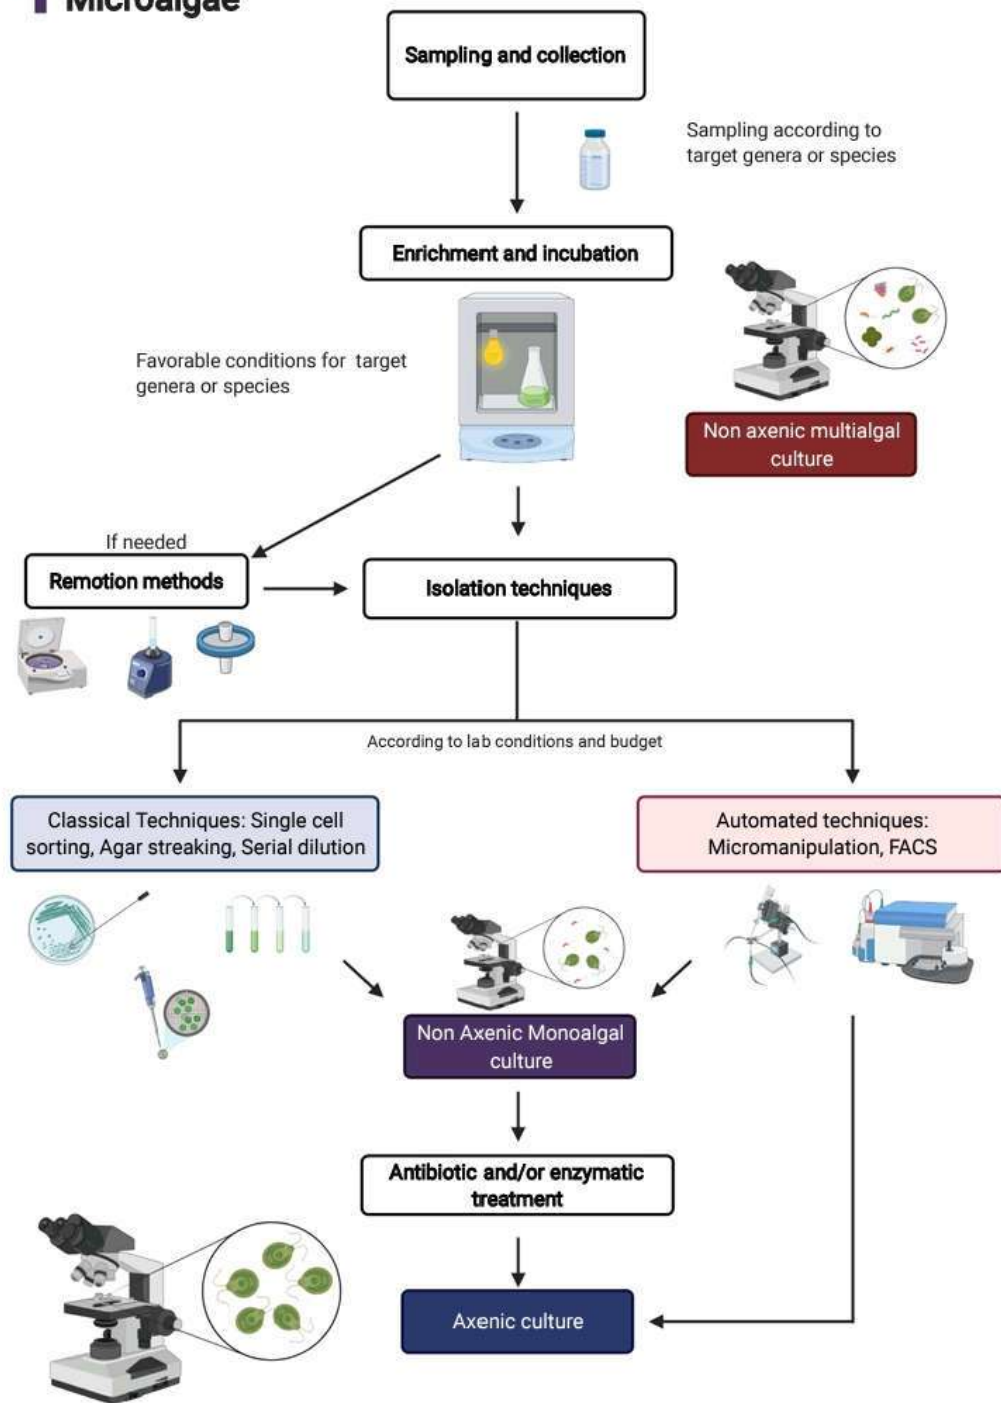 Microalgae
Sampling and collection
Sampling according to
target genera or species
Enrichment and incubation
Favorable conditions for target
genera or species
Non axenic multialgal
culture
If needed
Remotion methods
Isolation techniques
According to lab conditions and budget
Classical Techniques: Single cell
sorting, Agar streaking, Serial dilution
Automated techniques:
Micromanipulation, FACS
Non Axenic Monoalgal
culture
Antibiotic and/or enzymatic
treatment
Axenic culture